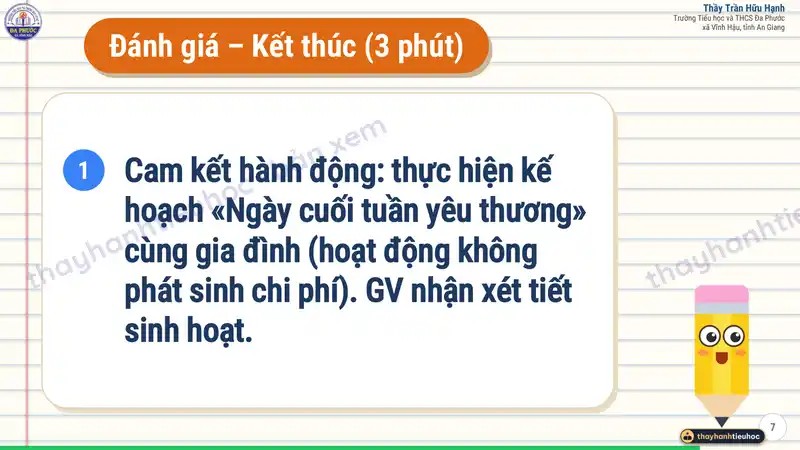 Thầy Trần Hữu Hạnh
Trường Tiểu học và THCS Đa Phước
xã Vĩnh Hậu, tỉnh An Giang
ĐA PHƯỚC
Đánh giá – Kết thúc (3 phút)
1
Cam kết hành động: thực hiện kế
hoạch «Ngày cuối tuần yêu thương»
cùng gia đình (hoạt động không
phát sinh chi phí). GV nhận xét tiết
sinh hoạt.
7
thayhanhtieuhoc